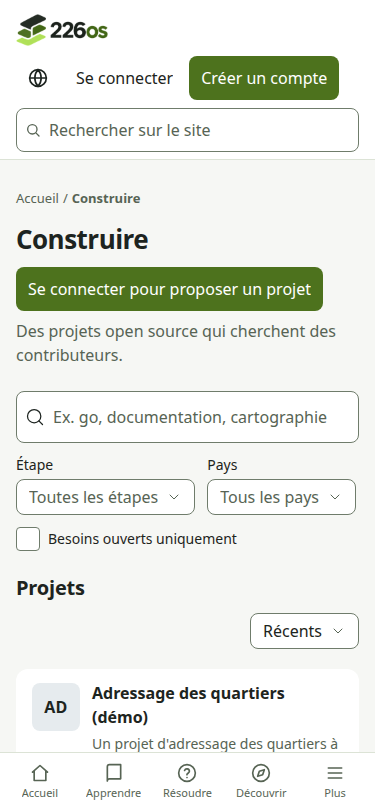 226os
Se connecter
Créer un compte
Rechercher sur le site
Accueil / Construire
Construire
Se connecter pour proposer un projet
Des projets open source qui cherchent des
contributeurs.
Ex. go, documentation, cartographie
Étape
Pays
Toutes les étapes
Tous les pays
Besoins ouverts uniquement
Projets
Récents
AD
Adressage des quartiers
(démo)
Un projet d'adressage des quartiers à
Accueil
Apprendre
Résoudre
Découvrir
Plus